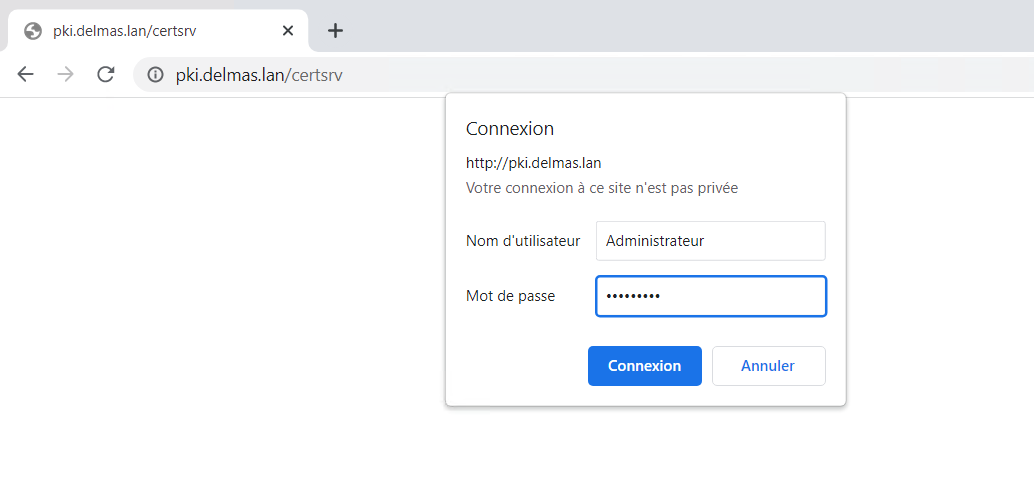 pki.delmas.lan/certsrv
pki.delmas.lan/certsrv
Connexion
http://pki.delmas.lan
Votre connexion à ce site n'est pas privée
Nom d'utilisateur Administrateur
Mot de passe •••••••••
Connexion Annuler